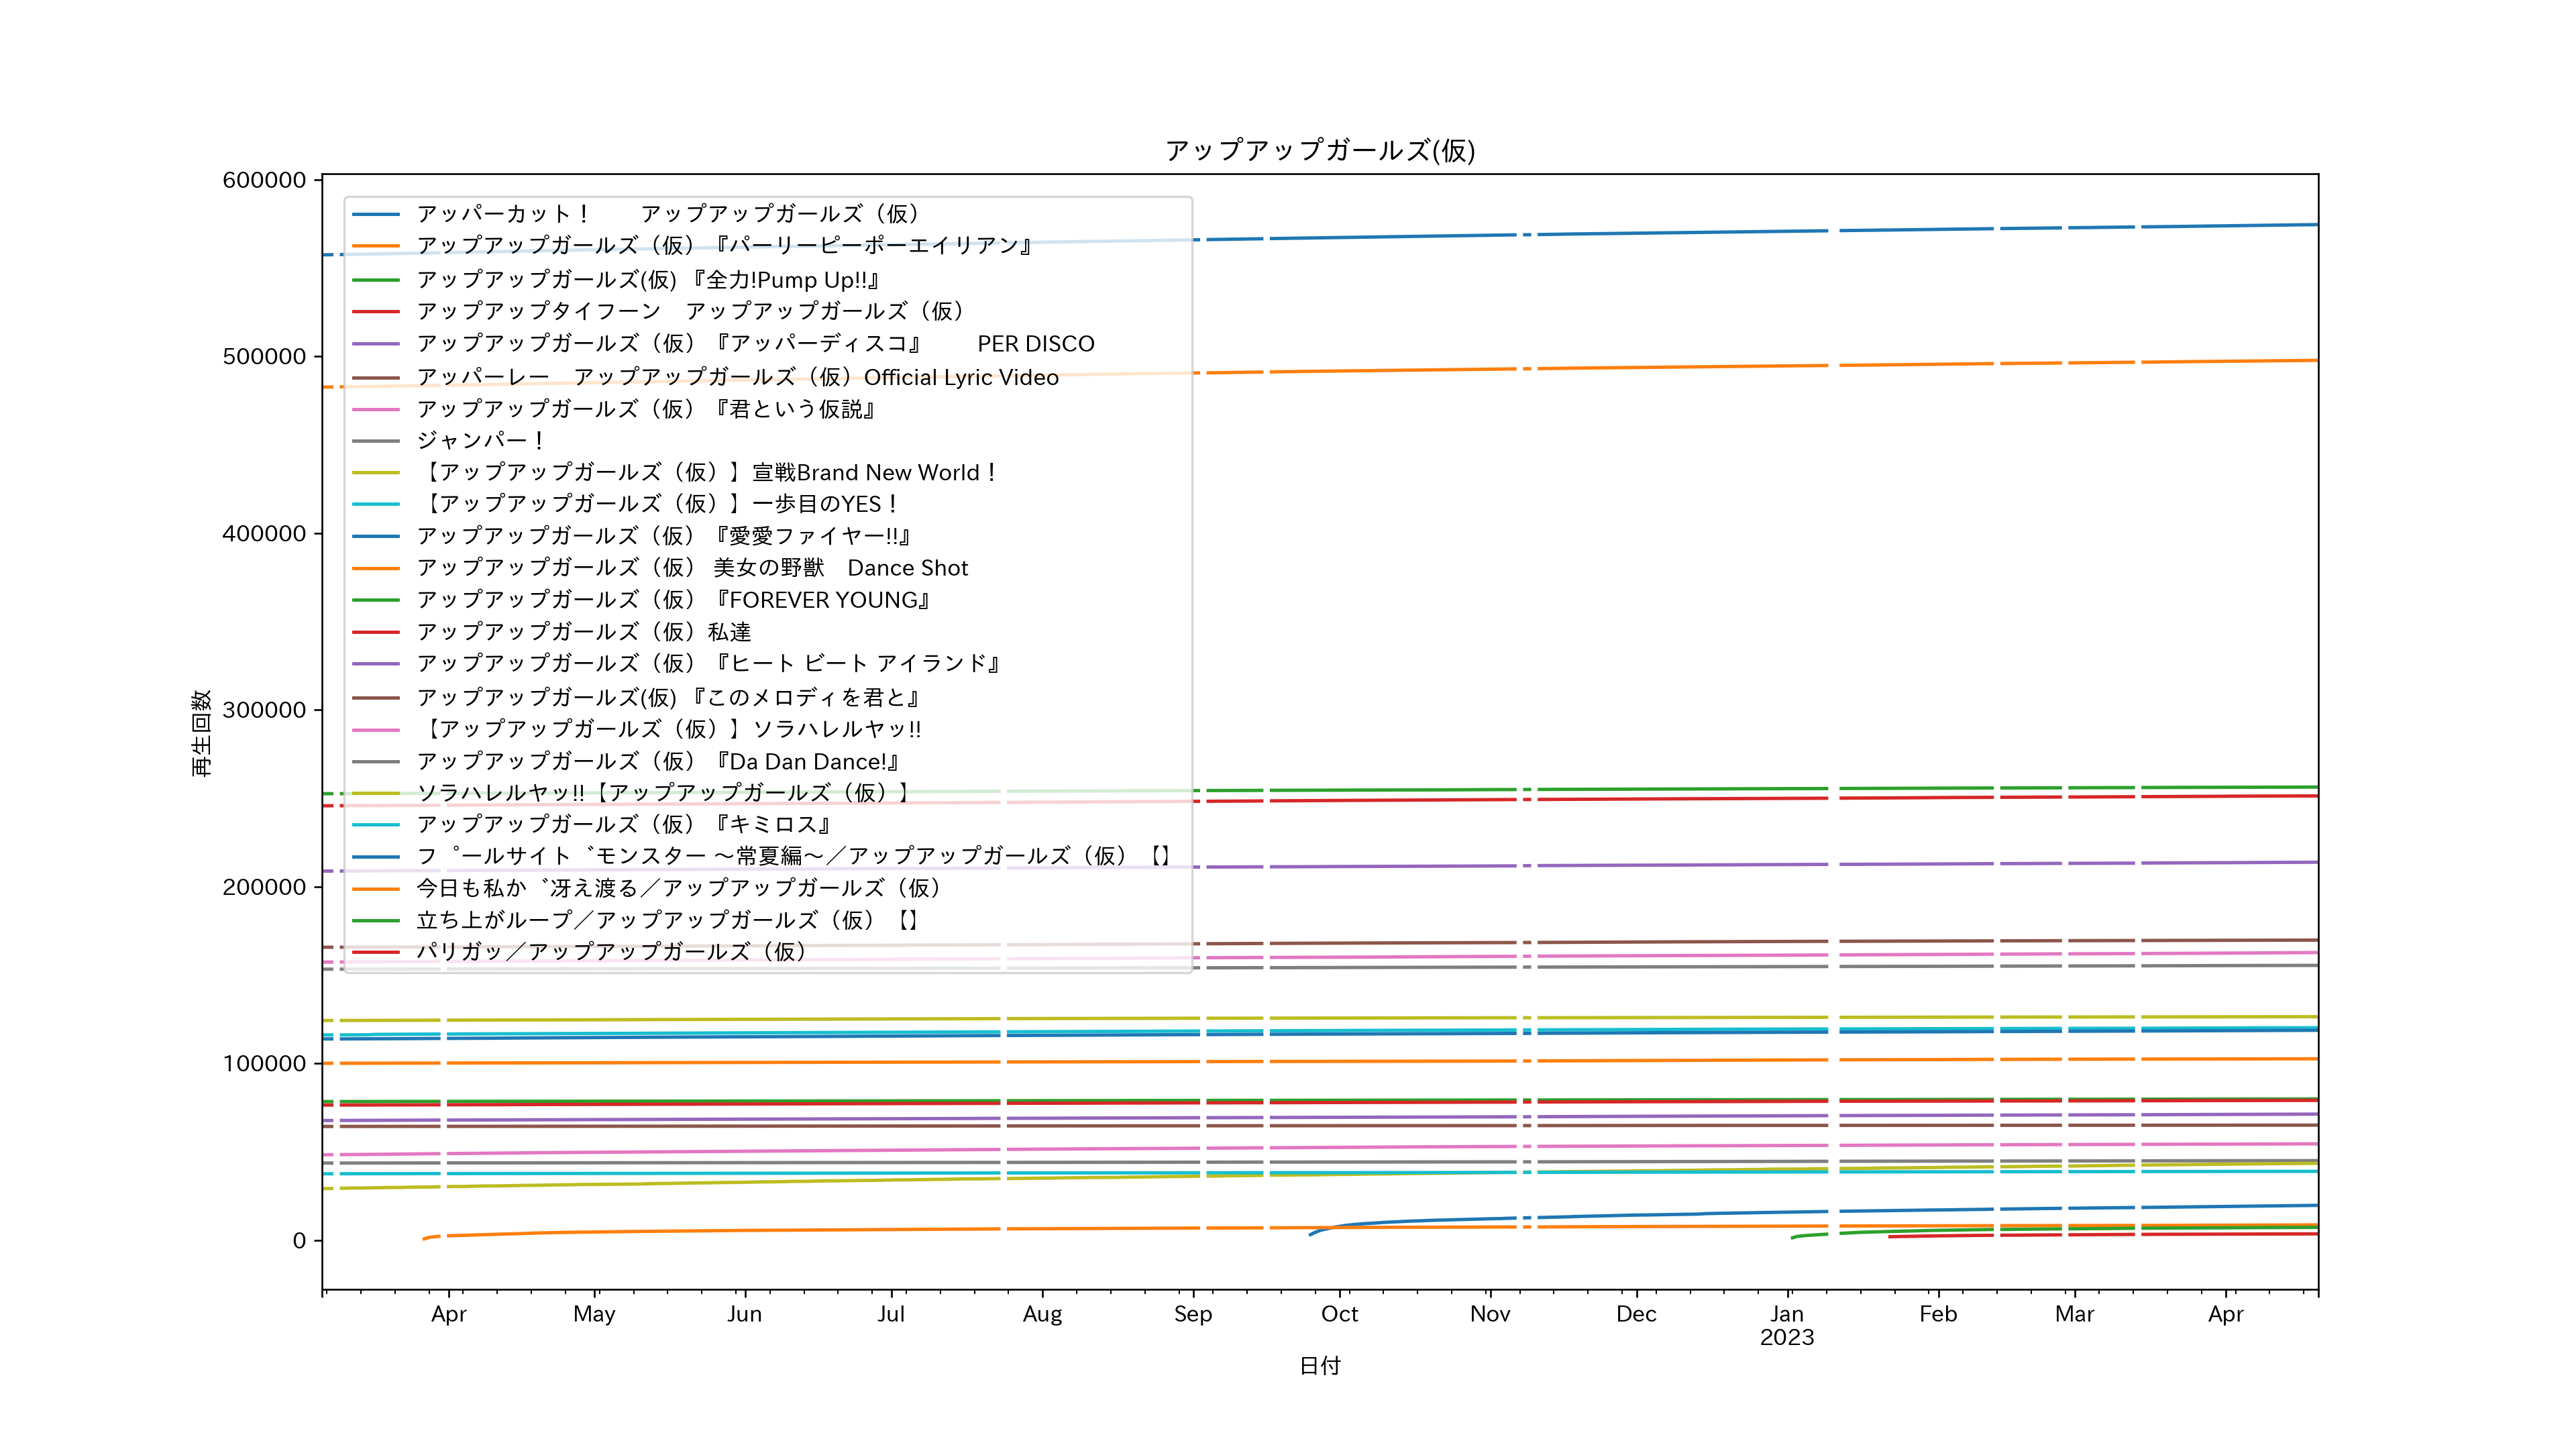 アップアップガールズ(仮)
600000
500000
400000
300000
200000
100000
0
再生回数
アッパーカット！　　アップアップガールズ（仮）
アップアップガールズ（仮）『パーリーピーポーエイリアン』
アップアップガールズ(仮) 『全力!Pump Up!!』
アップアップタイフーン　アップアップガールズ（仮）
アップアップガールズ（仮）『アッパーディスコ』　　PER DISCO
アッパーレー　アップアップガールズ（仮）Official Lyric Video
アップアップガールズ（仮）『君という仮説』
ジャンパー！
【アップアップガールズ（仮）】宣戦Brand New World！
【アップアップガールズ（仮）】一歩目のYES！
アップアップガールズ（仮）『愛愛ファイヤー!!』
アップアップガールズ（仮） 美女の野獣　Dance Shot
アップアップガールズ（仮）『FOREVER YOUNG』
アップアップガールズ（仮）私達
アップアップガールズ（仮）『ヒート ビート アイランド』
アップアップガールズ(仮) 『このメロディを君と』
【アップアップガールズ（仮）】ソラハレルヤッ!!
アップアップガールズ（仮）『Da Dan Dance!』
ソラハレルヤッ!!【アップアップガールズ（仮）】
アップアップガールズ（仮）『キミロス』
フ゜ールサイト゛モンスター 〜常夏編〜／アップアップガールズ（仮）【】
今日も私か゛冴え渡る／アップアップガールズ（仮）
立ち上がループ／アップアップガールズ（仮）【】
パリガッ／アップアップガールズ（仮）
Apr May Jun Jul Aug Sep Oct Nov Dec Jan Feb Mar Apr
2023
日付